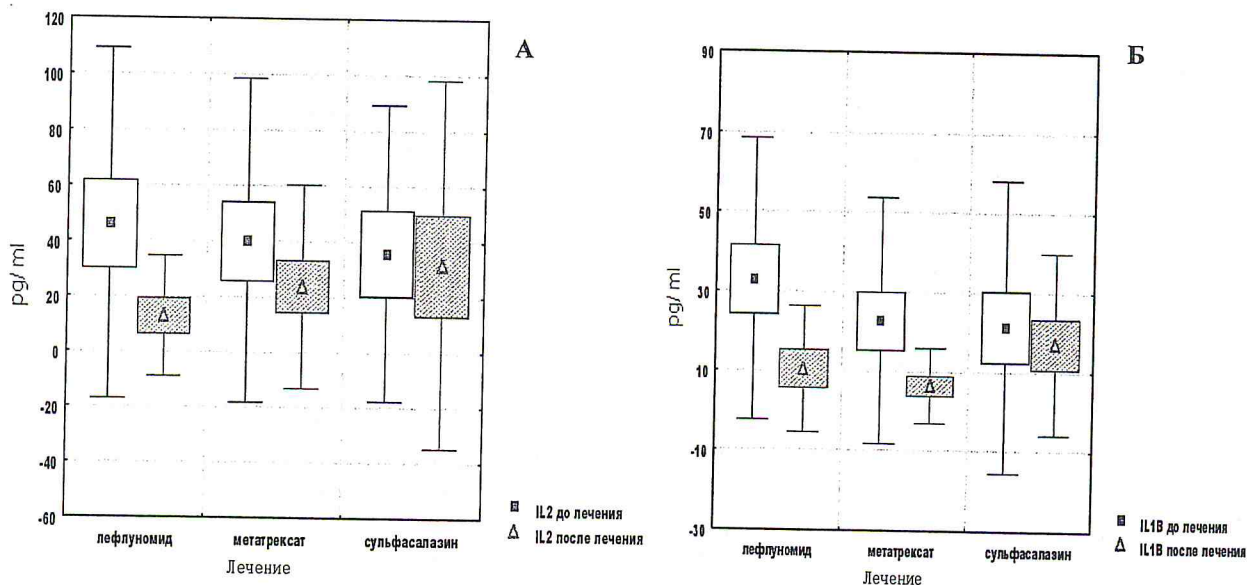 А
120
100
80
60
40
20
0
-20
-40
-60
pg/ ml
лефлуномид
метатрексат
сульфасалазин
Лечение
IL2 до лечения
IL2 после лечения
Б
90
70
50
30
10
-10
-30
pg/ ml
лефлуномид
метатрексат
сульфасалазин
Лечение
IL1B до лечения
IL1B после лечения